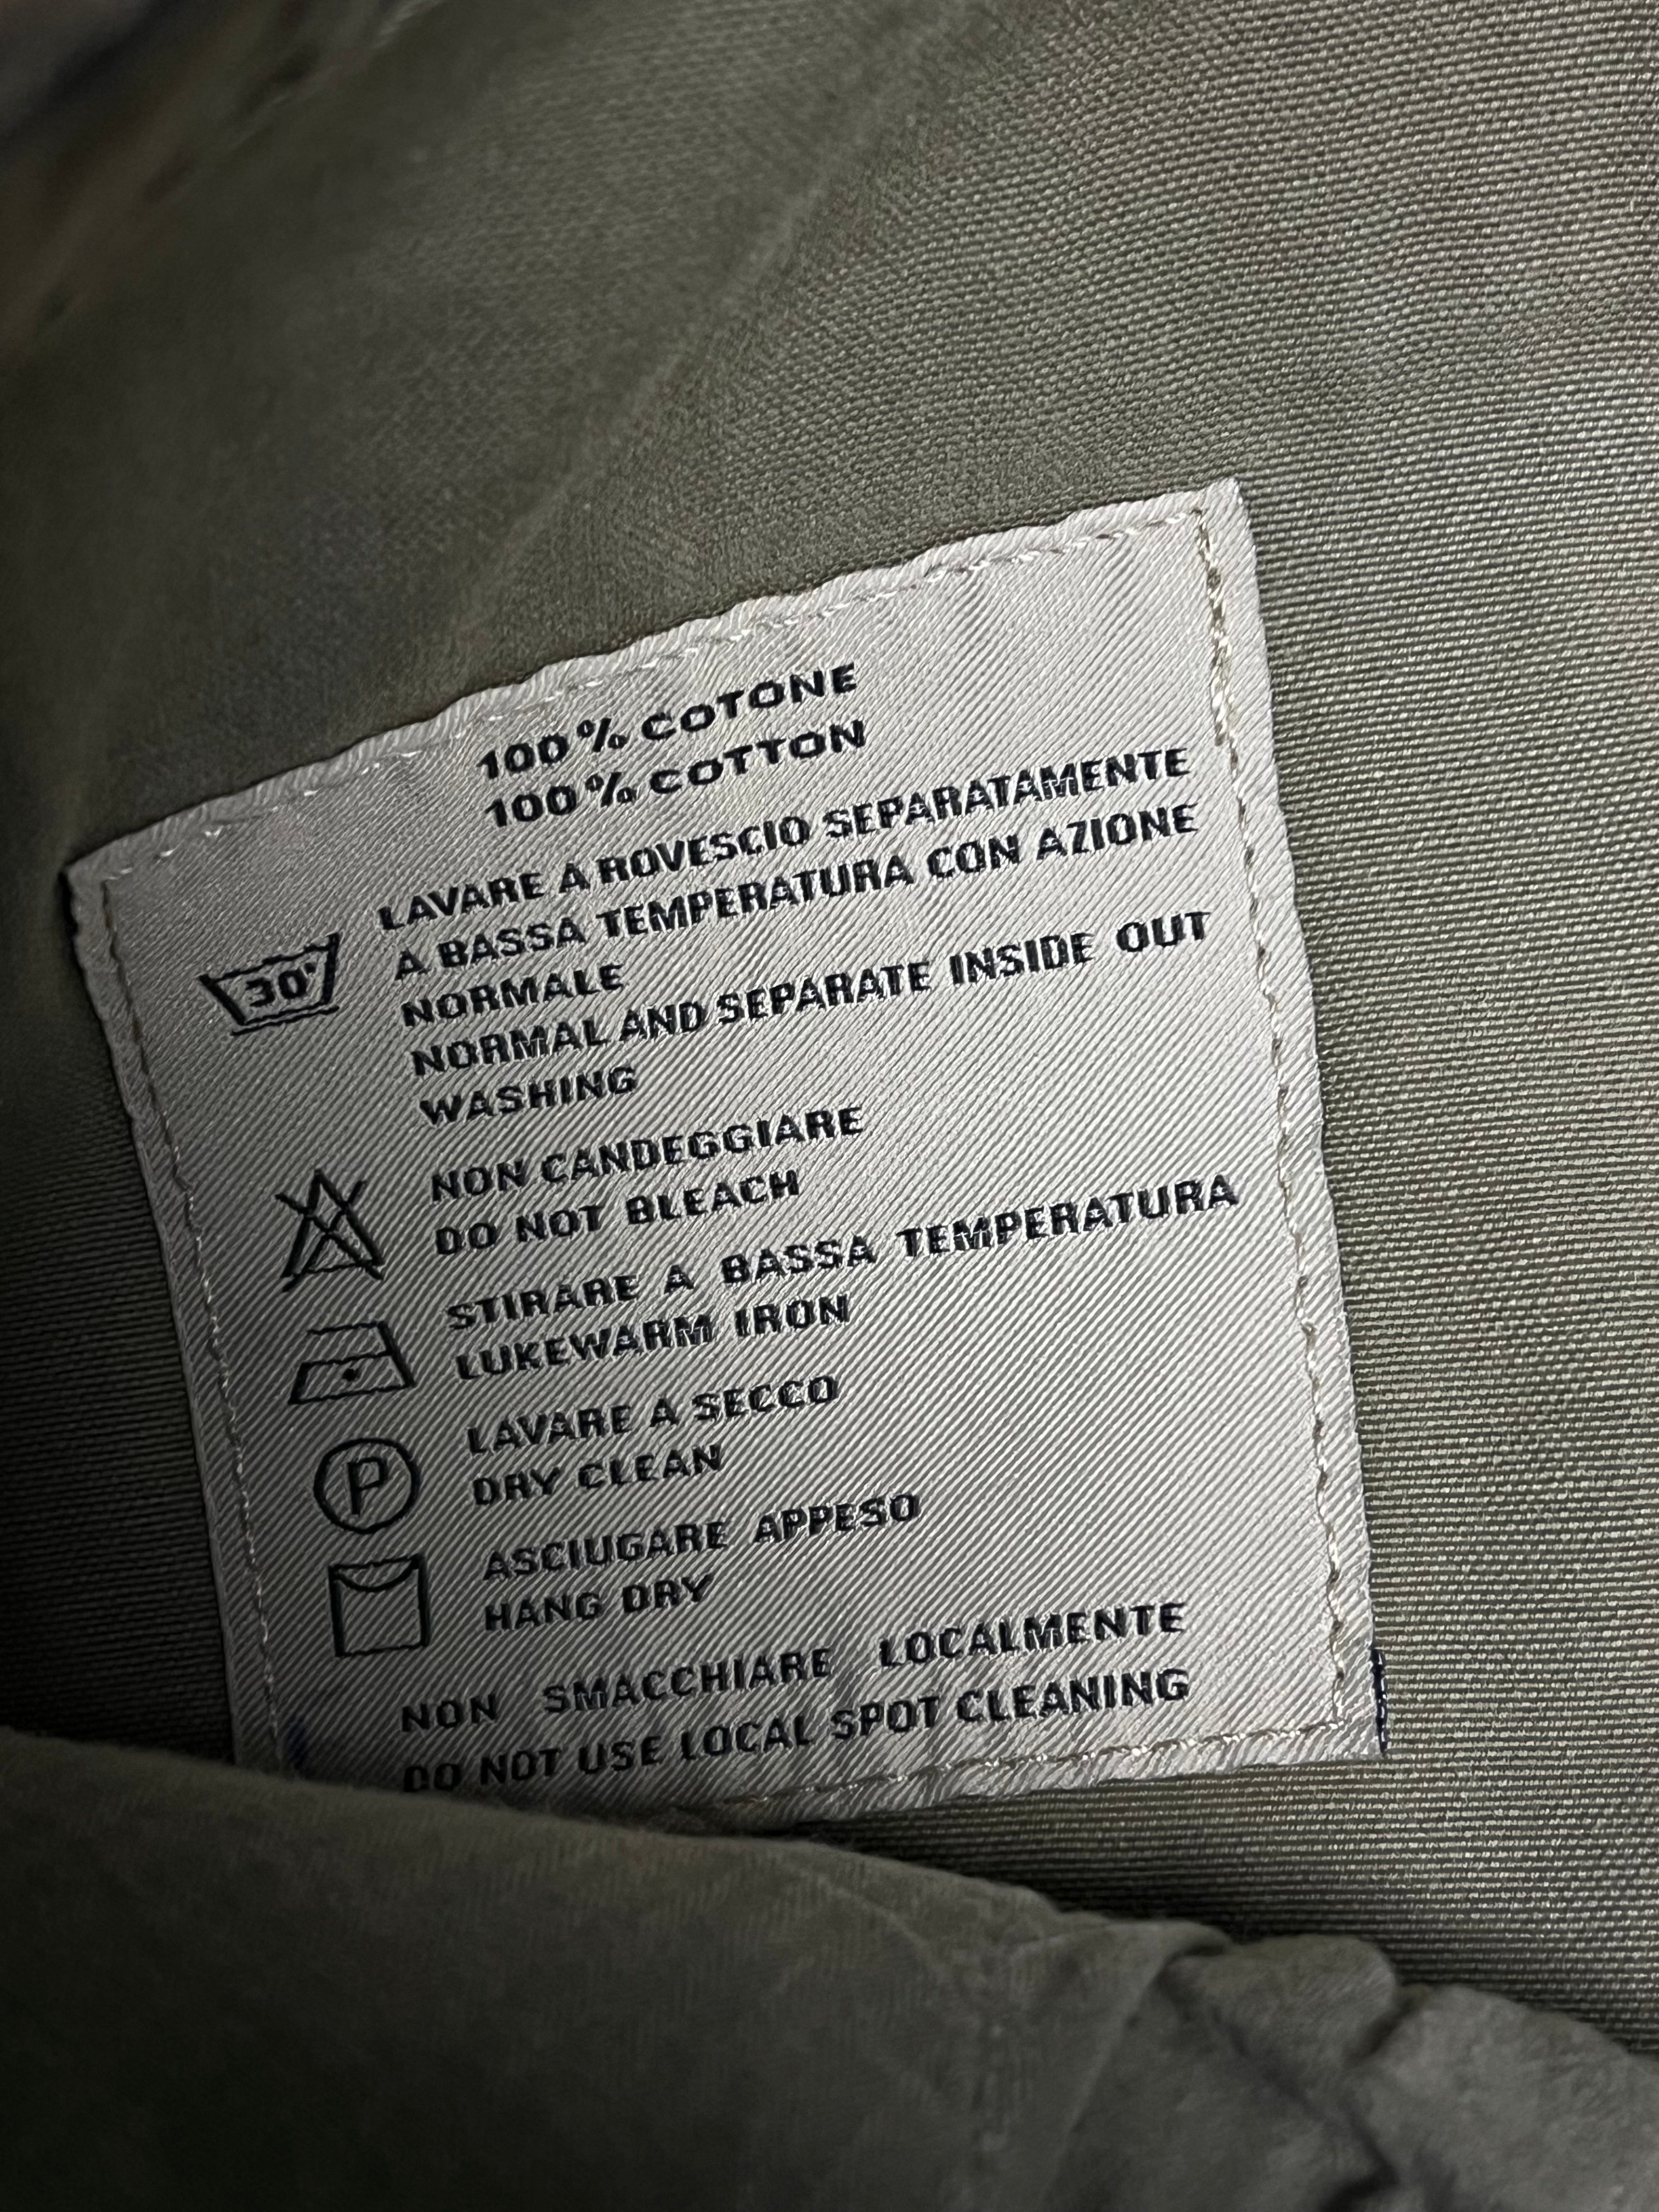 100% COTONE
100% COTTON
LAVARE A ROVESCIO SEPARATAMENTE
A BASSA TEMPERATURA CON AZIONE
NORMALE
30°
NORMAL AND SEPARATE INSIDE OUT
WASHING
NON CANDEGGIARE
DO NOT BLEACH
STIRARE A BASSA TEMPERATURA
LUKEWARM IRON
LAVARE A SECCO
P
DRY CLEAN
ASCIUGARE APPESO
HANG DRY
NON SMACCHIARE LOCALMENTE
DO NOT USE LOCAL SPOT CLEANING